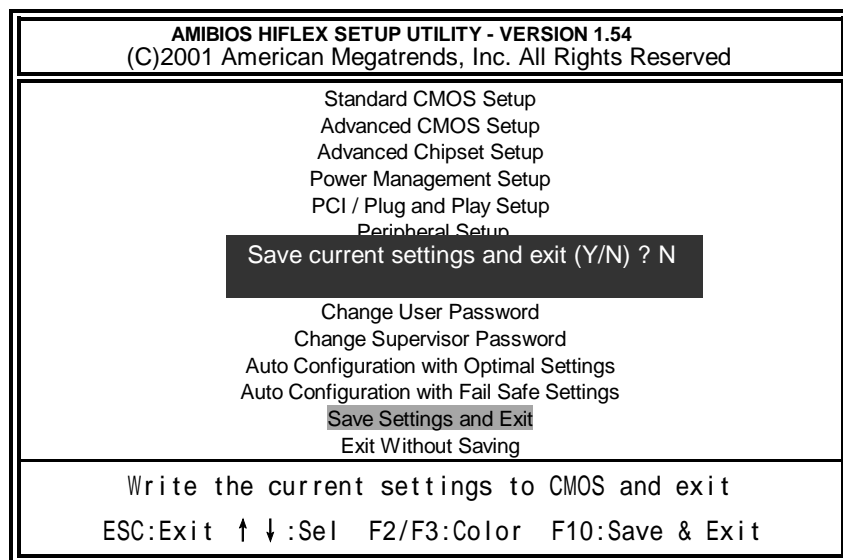 AMIBIOS HIFLEX SETUP UTILITY - VERSION 1.54
(C)2001 American Megatrends, Inc. All Rights Reserved
Standard CMOS Setup
Advanced CMOS Setup
Advanced Chipset Setup
Power Management Setup
PCI / Plug and Play Setup
Peripheral Setup
Save current settings and exit (Y/N) ? N
Change User Password
Change Supervisor Password
Auto Configuration with Optimal Settings
Auto Configuration with Fail Safe Settings
Save Settings and Exit
Exit Without Saving
Write the current settings to CMOS and exit
ESC:Exit ↑↓:Sel F2/F3:Color F10:Save & Exit